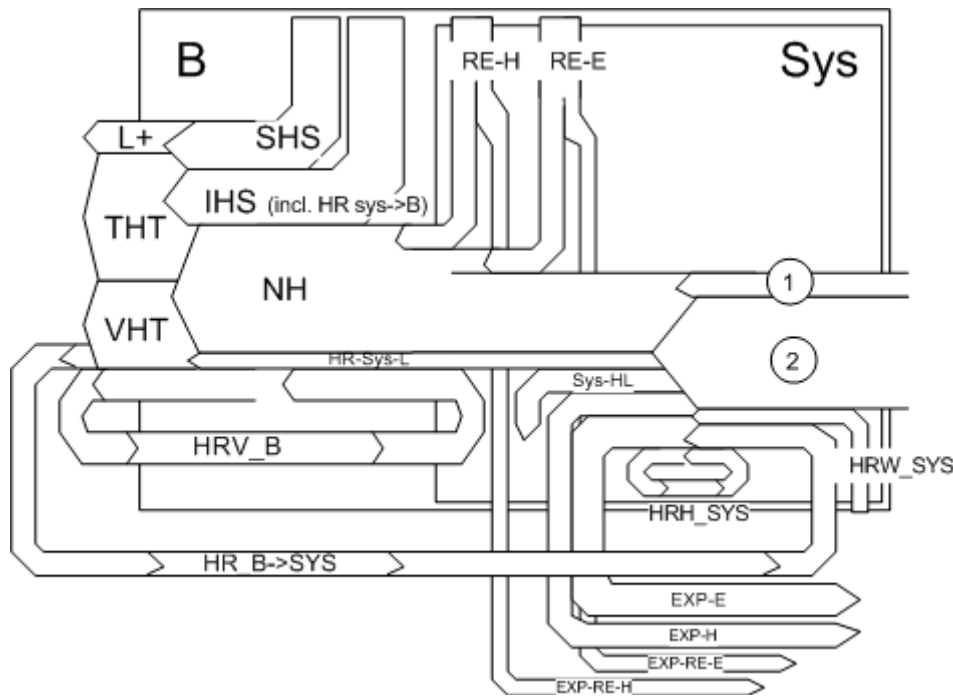 B
RE-H
RE-E
Sys
L+
SHS
IHS (incl. HR sys->B)
THT
NH
1
VHT
HR-Sys-L
2
Sys-HL
HRV_B
HRW_SYS
HRH_SYS
HR_B->SYS
EXP-E
EXP-H
EXP-RE-E
EXP-RE-H